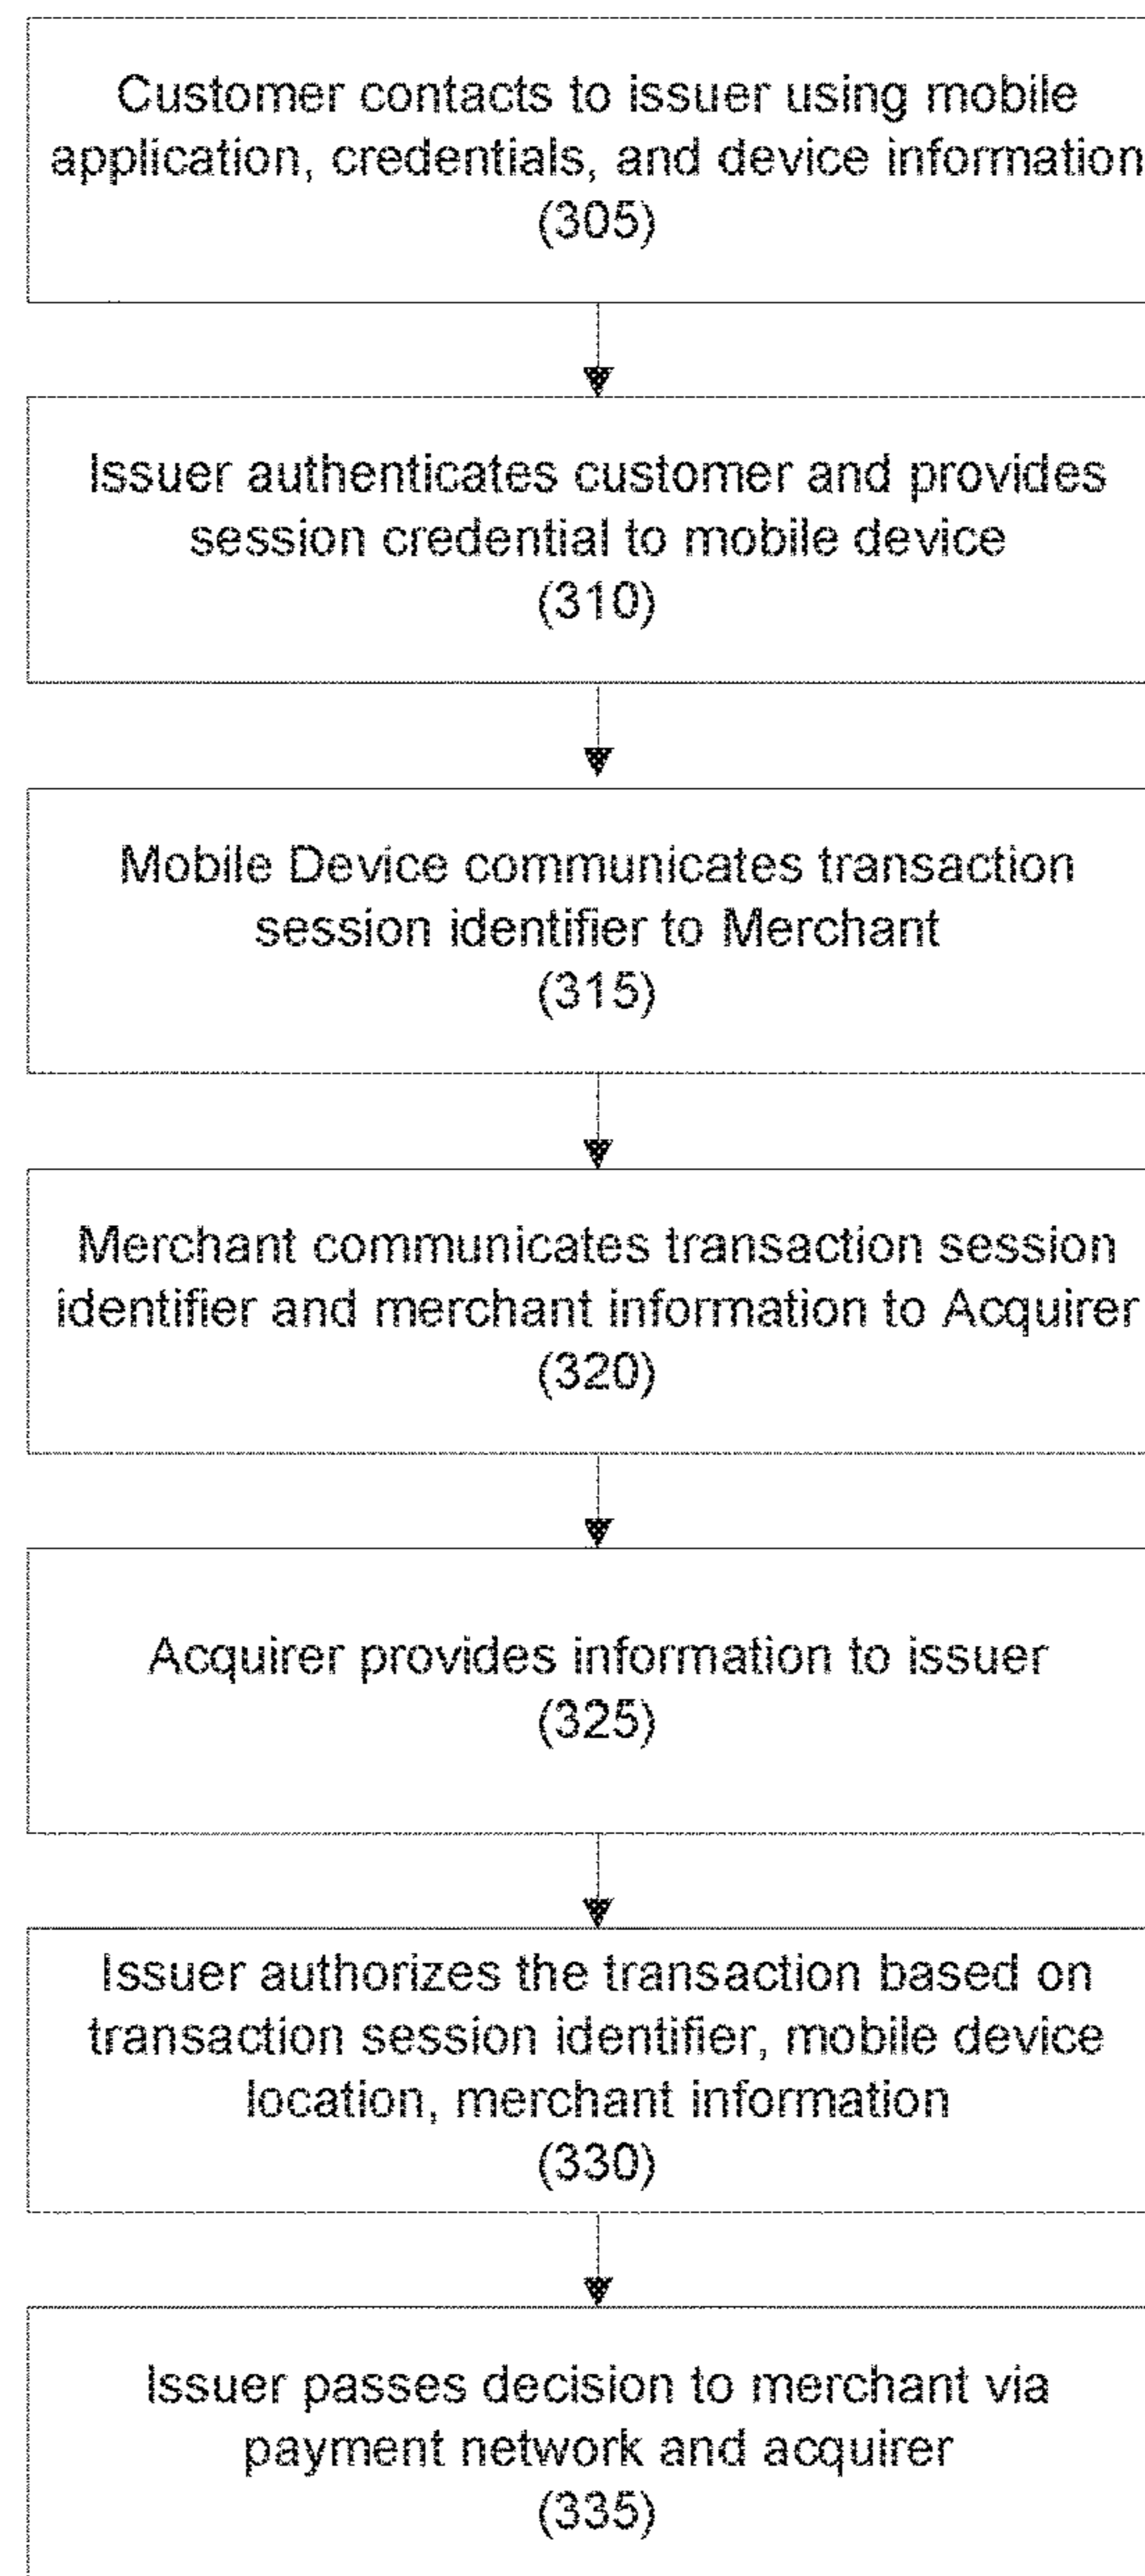 Customer contacts to issuer using mobile
application, credentials, and device information
(305)
Issuer authenticates customer and provides
session credential to mobile device
(310)
Mobile Device communicates transaction
session identifier to Merchant
(315)
Merchant communicates transaction session
identifier and merchant information to Acquirer
(320)
Acquirer provides information to issuer
(325)
Issuer authorizes the transaction based on
transaction session identifier, mobile device
location, merchant information
(330)
Issuer passes decision to merchant via
payment network and acquirer
(335)